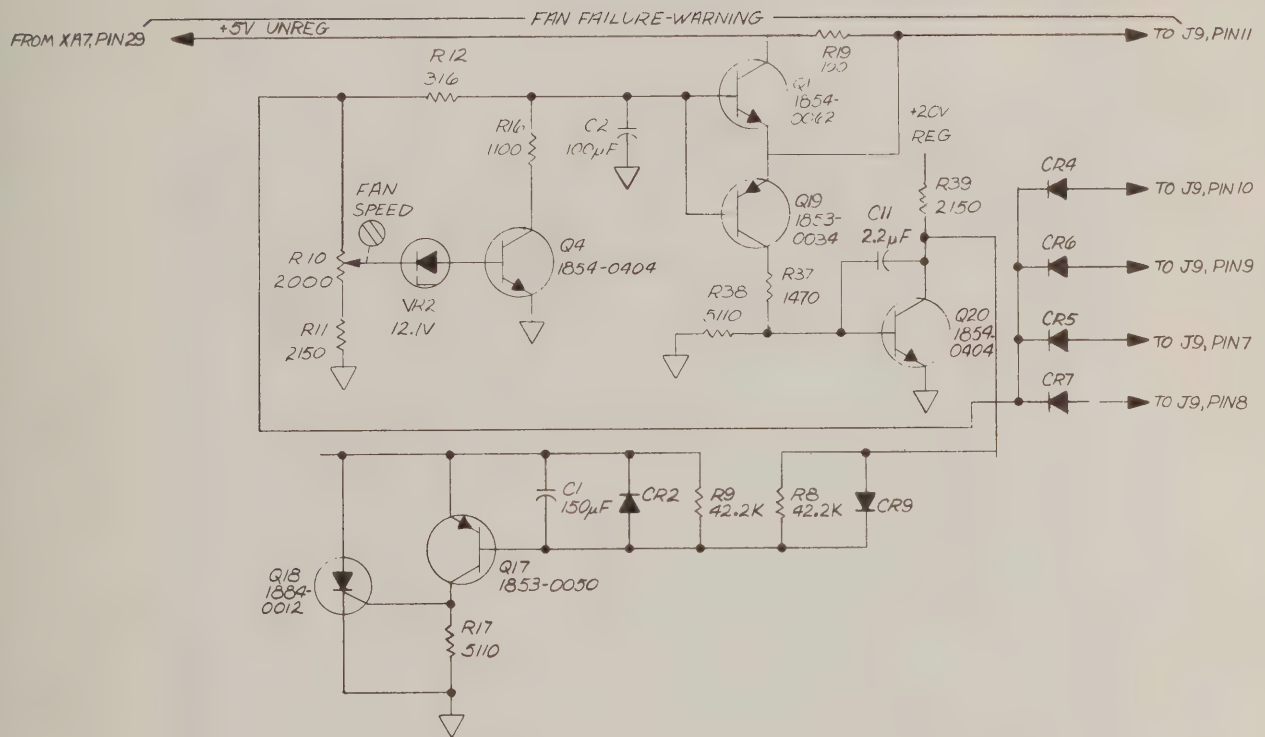 FAN FAILURE-WARNING
FROM XA7, PIN 29
+5V UNREG
TO J9, PIN 11
R12
316
R19
100
Q1
1854-
0062
R16
1100
C2
100µF
+20V
REG
FAN
SPEED
R10
2000
VR2
12.1V
R11
2150
Q4
1854-0404
Q19
1853-
0034
C11
2.2µF
R39
2150
R38
5110
R37
1470
Q20
1854-
0404
CR4
TO J9, PIN 10
CR6
TO J9, PIN 9
CR5
TO J9, PIN 7
CR7
TO J9, PIN 8
C1
150µF
CR2
R9
42.2K
R8
42.2K
CR9
Q18
1884-
0012
Q17
1853-0050
R17
5110